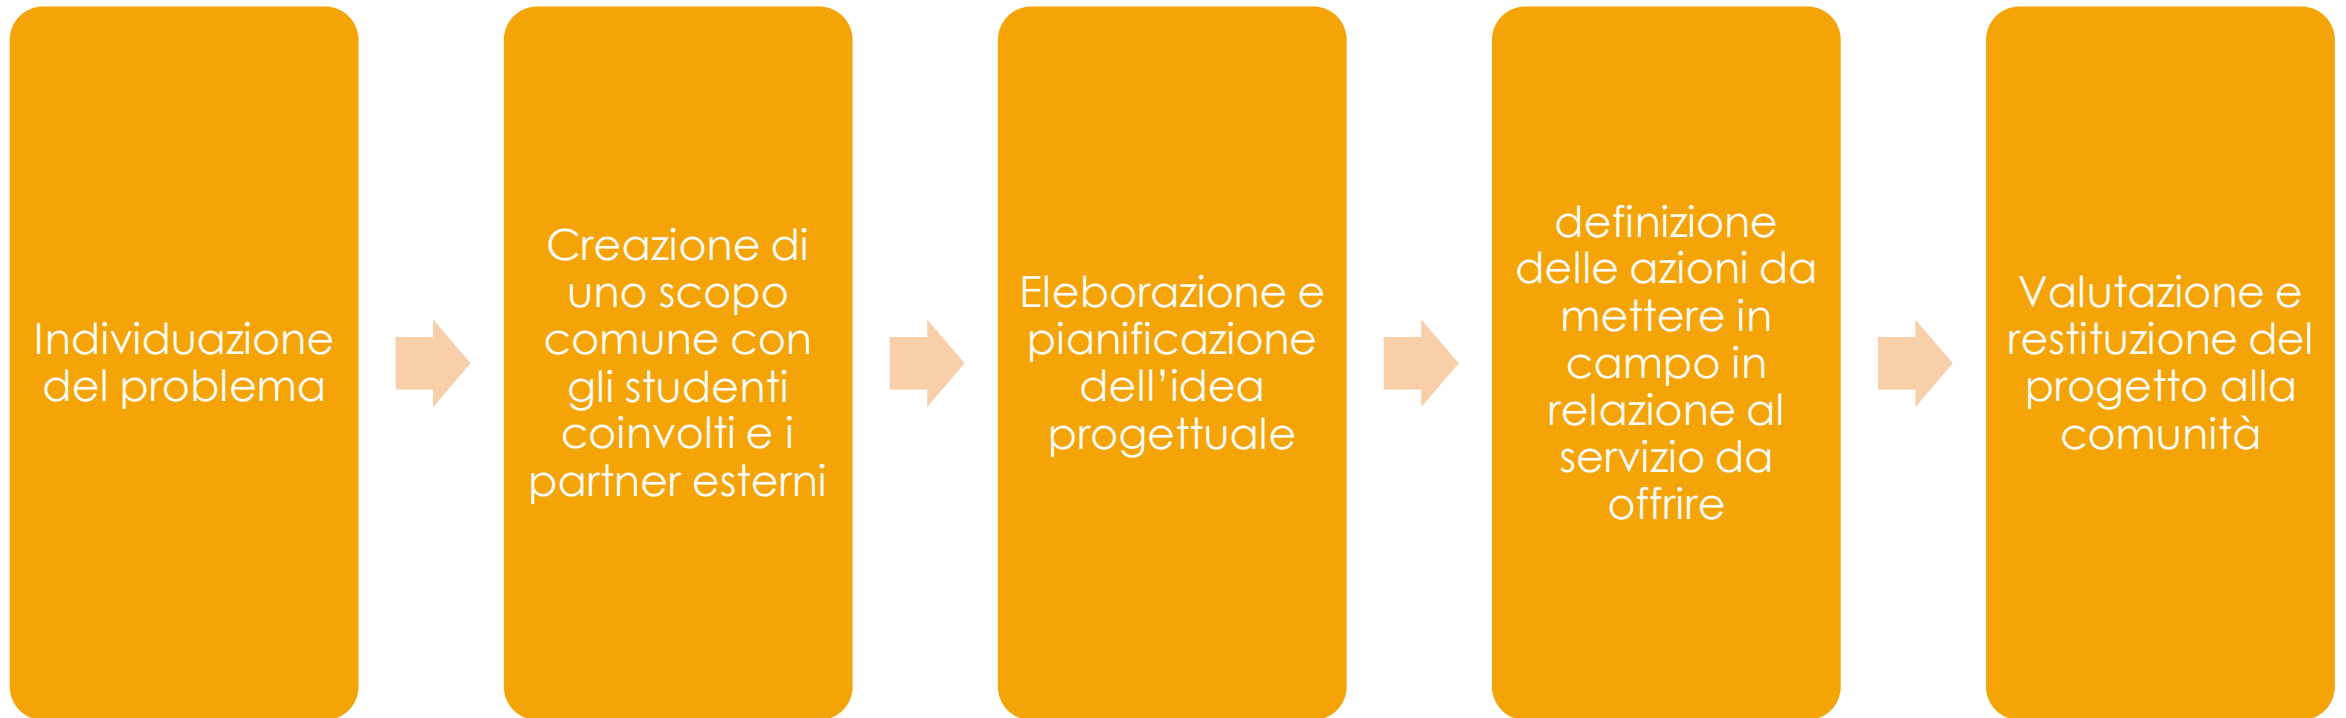 Individuazione
del problema
Creazione di
uno scopo
comune con
gli studenti
coinvolti e i
partner esterni
Eleborazione e
pianificazione
dell’idea
progettuale
definizione
delle azioni da
mettere in
campo in
relazione al
servizio da
offrire
Valutazione e
restituzione del
progetto alla
comunità